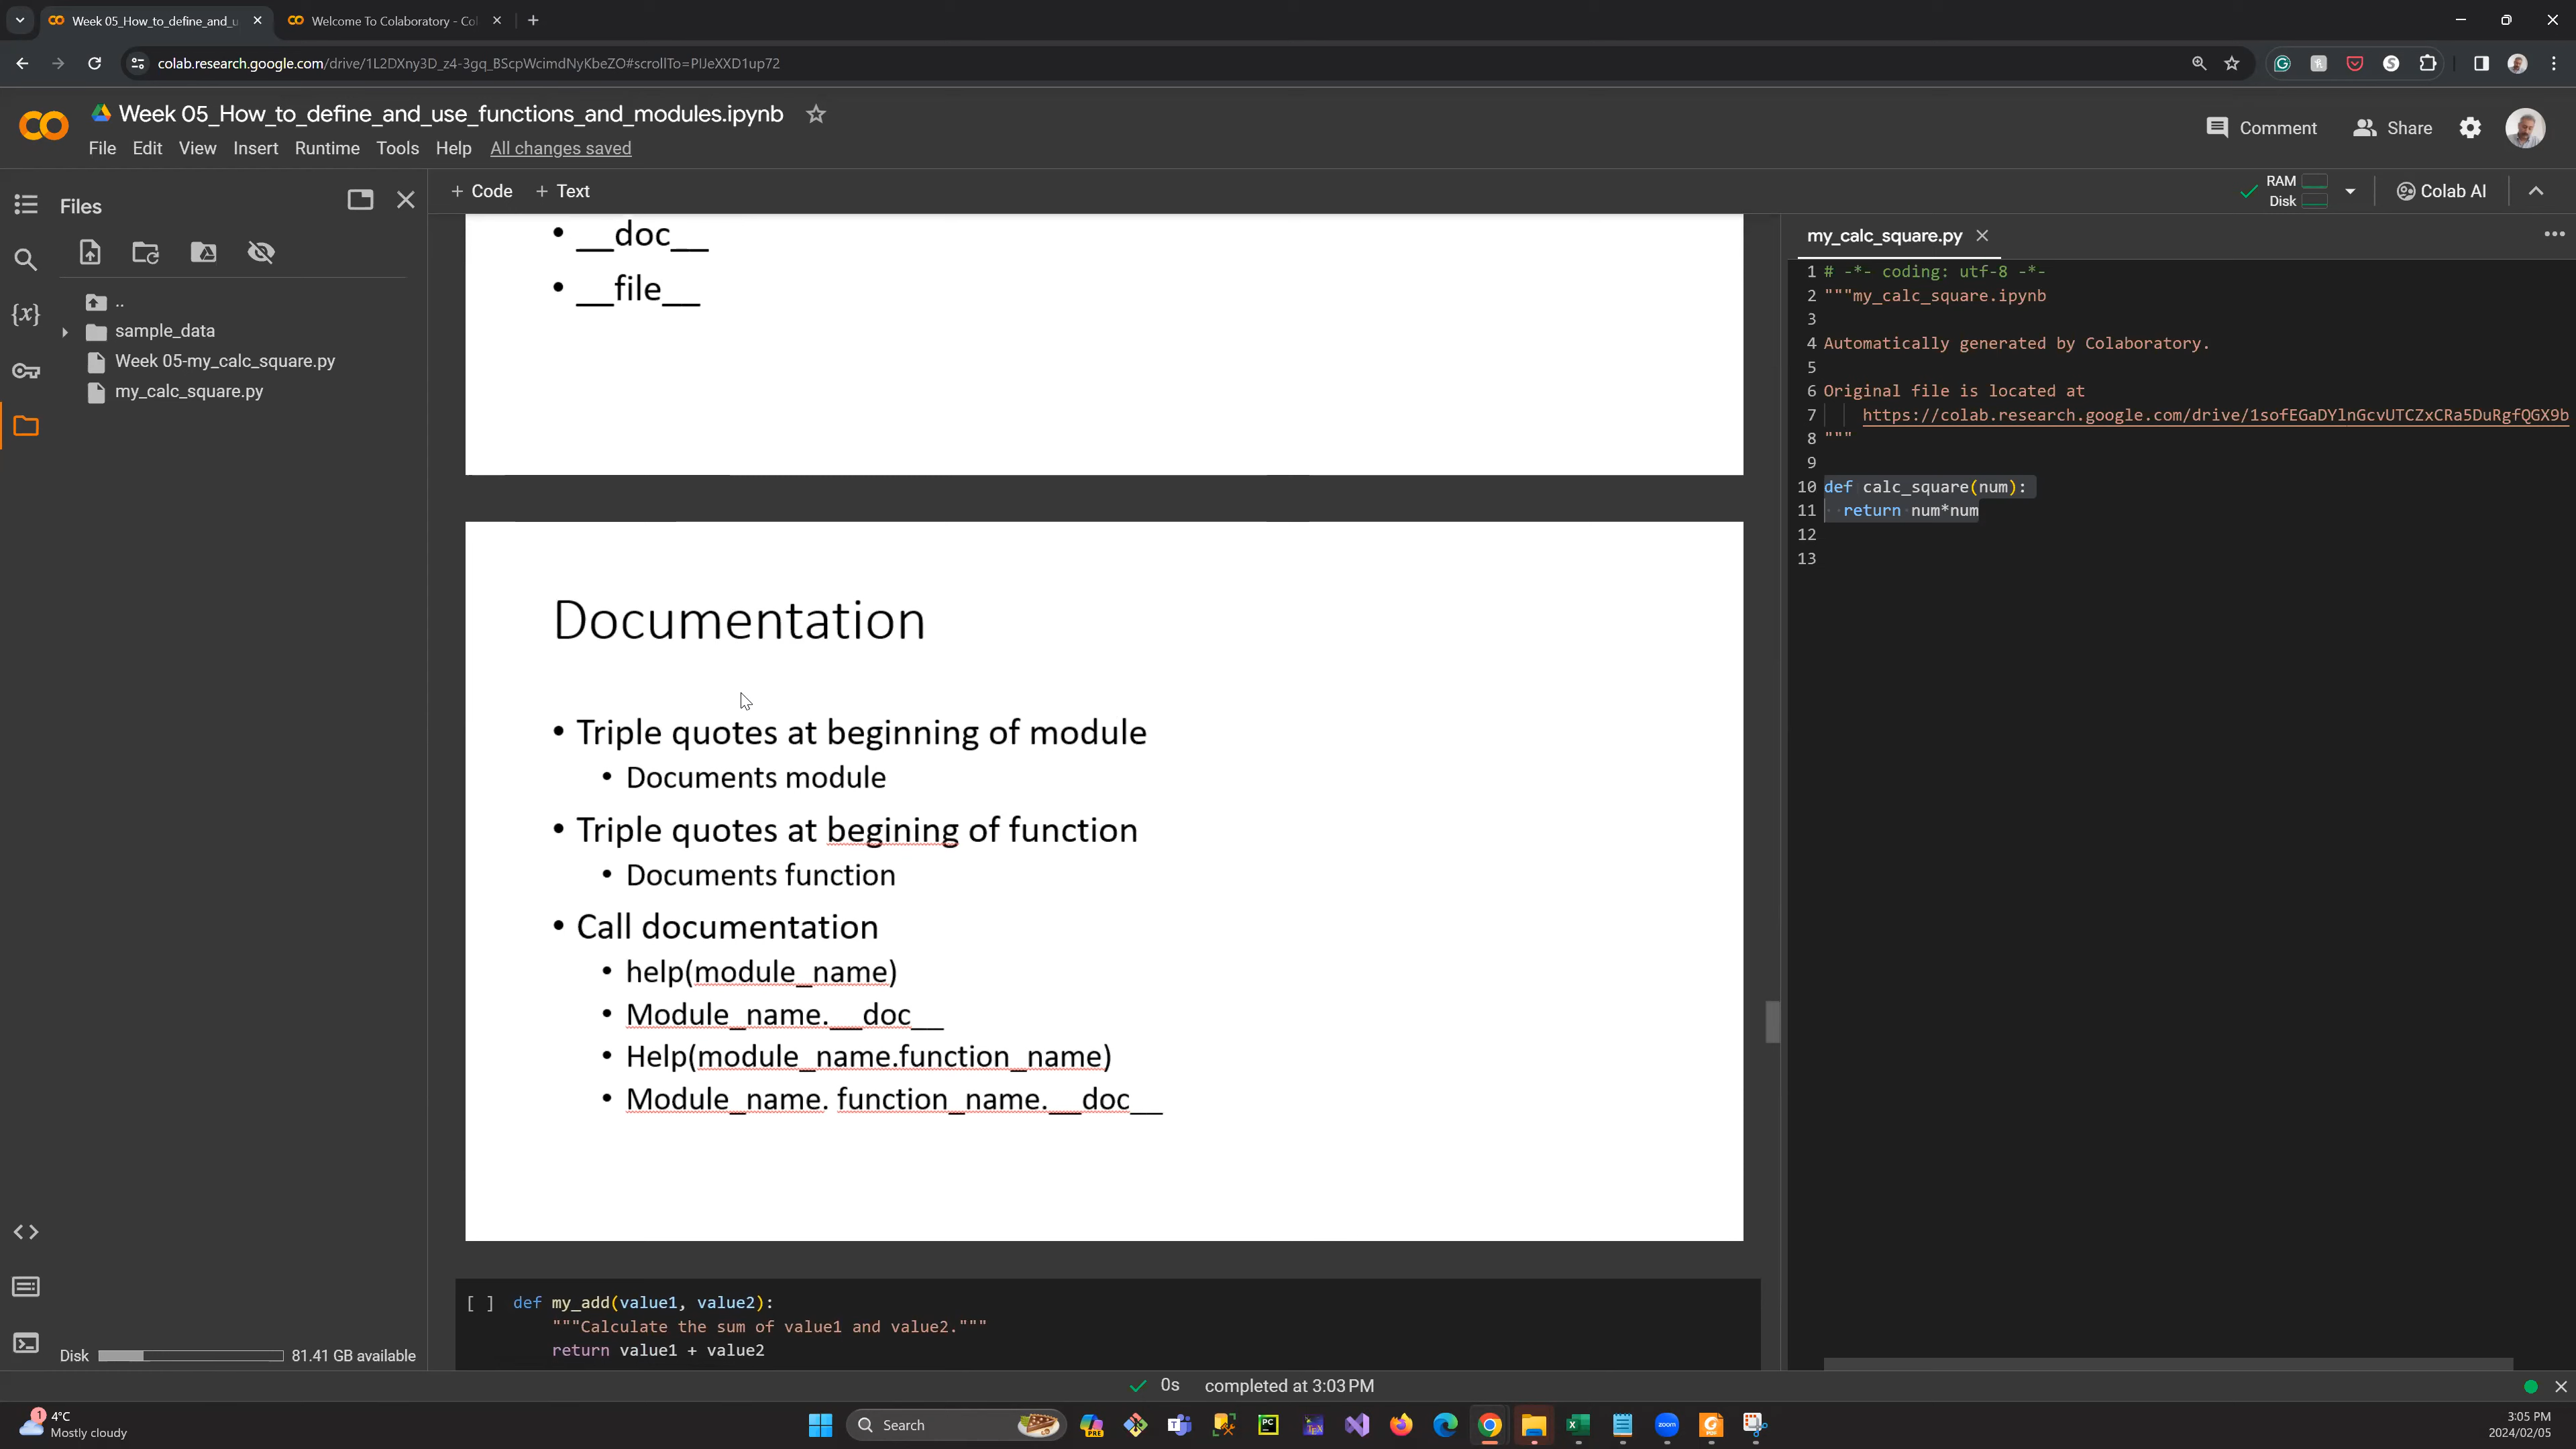 Week 05_How_to_define_and_u
Welcome To Colaboratory - Col
colab.research.google.com/drive/1L2DXny3D_z4-3gq_BScpWcimdNyKbeZO#scrollTo=PIJeXXD1up72
Week 05_How_to_define_and_use_functions_and_modules.ipynb
File Edit View Insert Runtime Tools Help All changes saved
Comment Share
Files
+ Code + Text
RAM
Disk
Colab AI
..
sample_data
Week 05-my_calc_square.py
my_calc_square.py
• __doc__
• __file__
Documentation
• Triple quotes at beginning of module
• Documents module
• Triple quotes at begining of function
• Documents function
• Call documentation
• help(module_name)
• Module_name.__doc__
• Help(module_name.function_name)
• Module_name. function_name.__doc__
[ ] def my_add(value1, value2):
"""Calculate the sum of value1 and value2."""
return value1 + value2
my_calc_square.py
1 # -*- coding: utf-8 -*-
2 """my_calc_square.ipynb
3
4 Automatically generated by Colaboratory.
5
6 Original file is located at
7 https://colab.research.google.com/drive/1sofEGaDYlnGcvUTCZxCRa5DuRgfQGX9b
8 """
9
10 def calc_square(num):
11 return num*num
12
13
Disk 81.41 GB available
0s completed at 3:03 PM
1
4°C
Mostly cloudy
Search
3:05 PM
2024/02/05